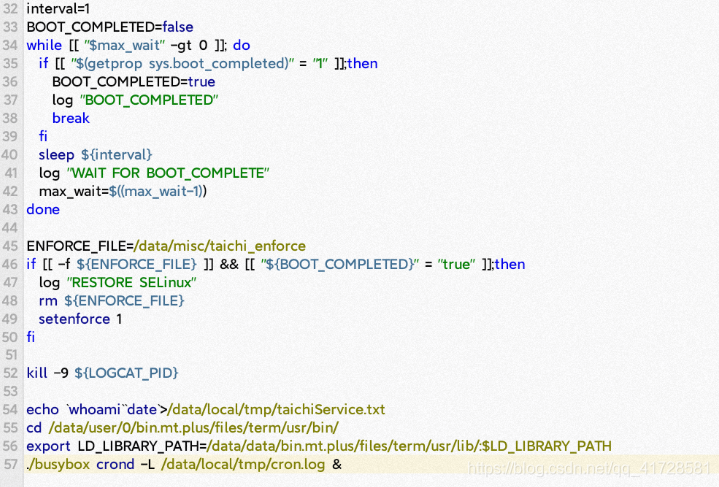 32 interval=1
33 BOOT_COMPLETED=false
34 while [[ "$max_wait" -gt 0 ]]; do
35 if [[ "$(getprop sys.boot_completed)" = "1" ]];then
36 BOOT_COMPLETED=true
37 log "BOOT_COMPLETED"
38 break
39 fi
40 sleep ${interval}
41 log "WAIT FOR BOOT_COMPLETE"
42 max_wait=$((max_wait-1))
43 done
44
45 ENFORCE_FILE=/data/misc/taichi_enforce
46 if [[ -f ${ENFORCE_FILE} ]] && [[ "${BOOT_COMPLETED}" = "true" ]];then
47 log "RESTORE SELinux"
48 rm ${ENFORCE_FILE}
49 setenforce 1
50 fi
51
52 kill -9 ${LOGCAT_PID}
53
54 echo `whoami``date`>/data/local/tmp/taichiService.txt
55 cd /data/user/0/bin.mt.plus/files/term/usr/bin/
56 export LD_LIBRARY_PATH=/data/data/bin.mt.plus/files/term/usr/lib/:$LD_LIBRARY_PATH
57 ./busybox crond -L /data/local/tmp/cron.log &
https://blog.csdn.net/qq_41728581